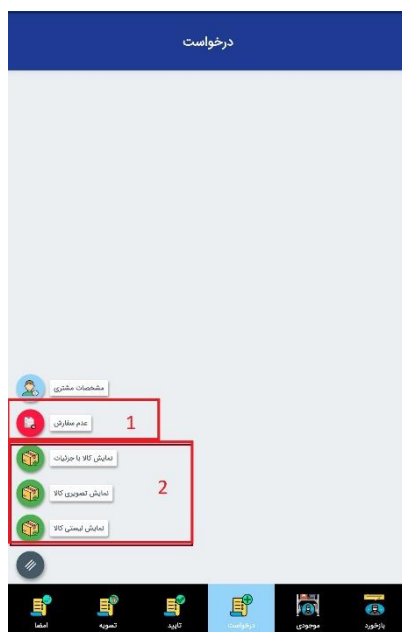 درخواست
مشخصات مشتری
عدم سفارش
1
نمایش کالا با جزئیات
نمایش تصویری کالا
2
نمایش لیستی کالا
بازخورد
موجودی
درخواست
تایید
تسویه
امضا